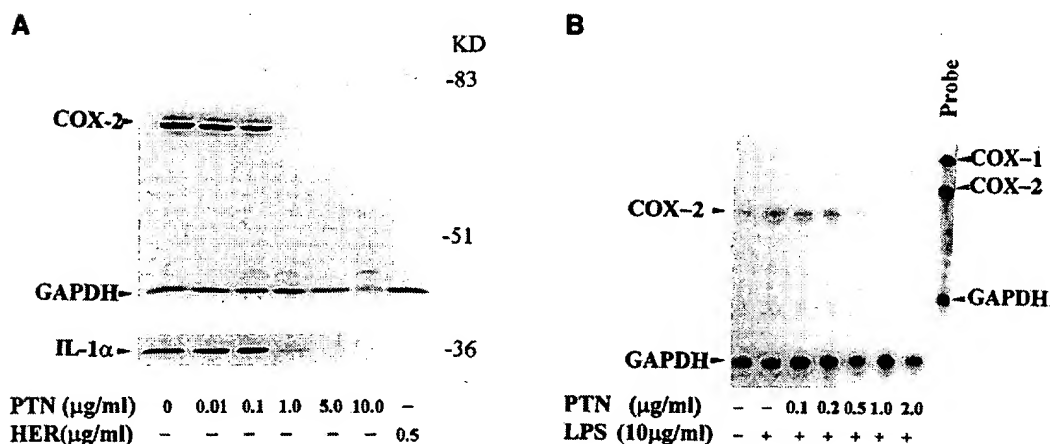 A
KD
-83
COX-2
-51
GAPDH
IL-1α
-36
PTN (μg/ml) 0 0.01 0.1 1.0 5.0 10.0 –
HER(μg/ml) – – – – – – 0.5
B
Probe
COX-1
COX-2
COX-2
GAPDH
GAPDH
PTN (μg/ml) – – 0.1 0.2 0.5 1.0 2.0
LPS (10μg/ml) – + + + + + +